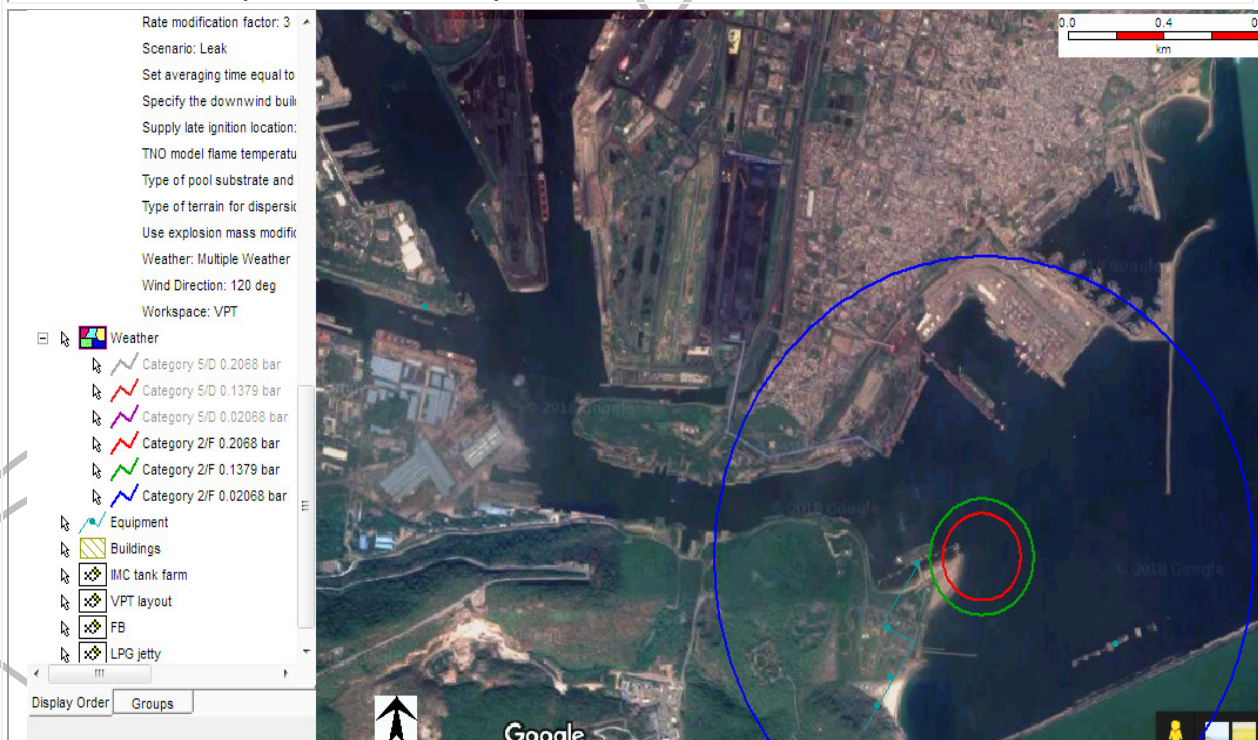 Rate modification factor: 3
Scenario: Leak
Set averaging time equal to
Specify the downwind buil
Supply late ignition location:
TNO model flame temperatu
Type of pool substrate and
Type of terrain for dispersio
Use explosion mass modific
Weather: Multiple Weather
Wind Direction: 120 deg
Workspace: VPT
Weather
Category 5/D 0.2068 bar
Category 5/D 0.1379 bar
Category 5/D 0.02068 bar
Category 2/F 0.2068 bar
Category 2/F 0.1379 bar
Category 2/F 0.02068 bar
Equipment
Buildings
IMC tank farm
VPT layout
FB
LPG jetty
Display Order Groups
0.0 0.4
km
Google
© 2018 Google
© 2018 Google
© 2018 Google
Google